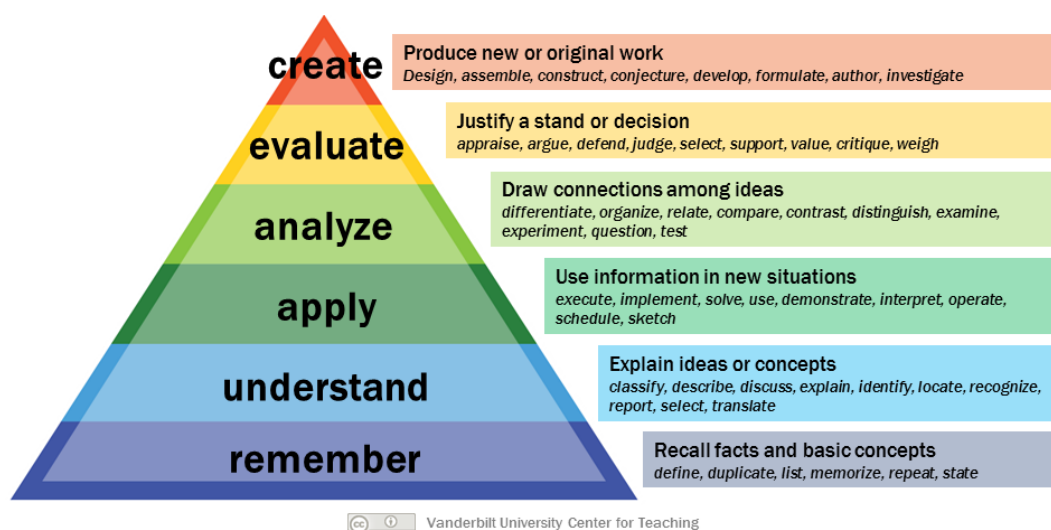 create
Produce new or original work
Design, assemble, construct, conjecture, develop, formulate, author, investigate
evaluate
Justify a stand or decision
appraise, argue, defend, judge, select, support, value, critique, weigh
analyze
Draw connections among ideas
differentiate, organize, relate, compare, contrast, distinguish, examine,
experiment, question, test
apply
Use information in new situations
execute, implement, solve, use, demonstrate, interpret, operate,
schedule, sketch
understand
Explain ideas or concepts
classify, describe, discuss, explain, identify, locate, recognize,
report, select, translate
remember
Recall facts and basic concepts
define, duplicate, list, memorize, repeat, state
cc Vanderbilt University Center for Teaching